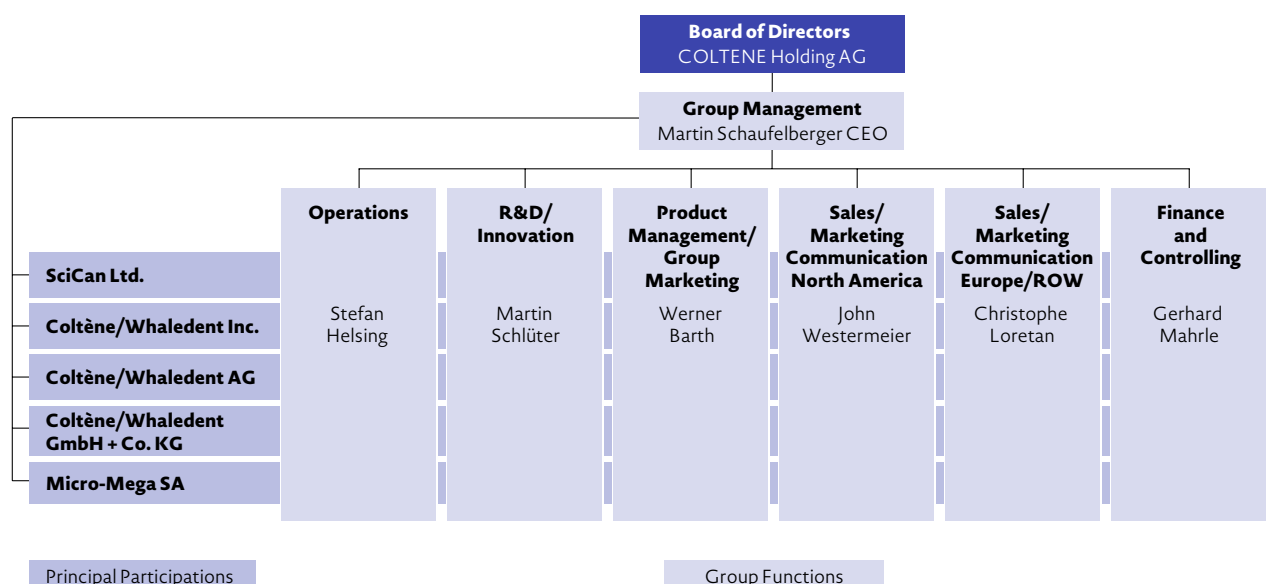 Board of Directors
COLTENE Holding AG
Group Management
Martin Schaufelberger CEO
Operations
Stefan
Helsing
R&D/
Innovation
Martin
Schlüter
Product
Management/
Group
Marketing
Werner
Barth
Sales/
Marketing
Communication
North America
John
Westermeier
Sales/
Marketing
Communication
Europe/ROW
Christophe
Loretan
Finance
and
Controlling
Gerhard
Mahrle
SciCan Ltd.
Coltène/Whaledent Inc.
Coltène/Whaledent AG
Coltène/Whaledent
GmbH + Co. KG
Micro-Mega SA
Principal Participations
Group Functions